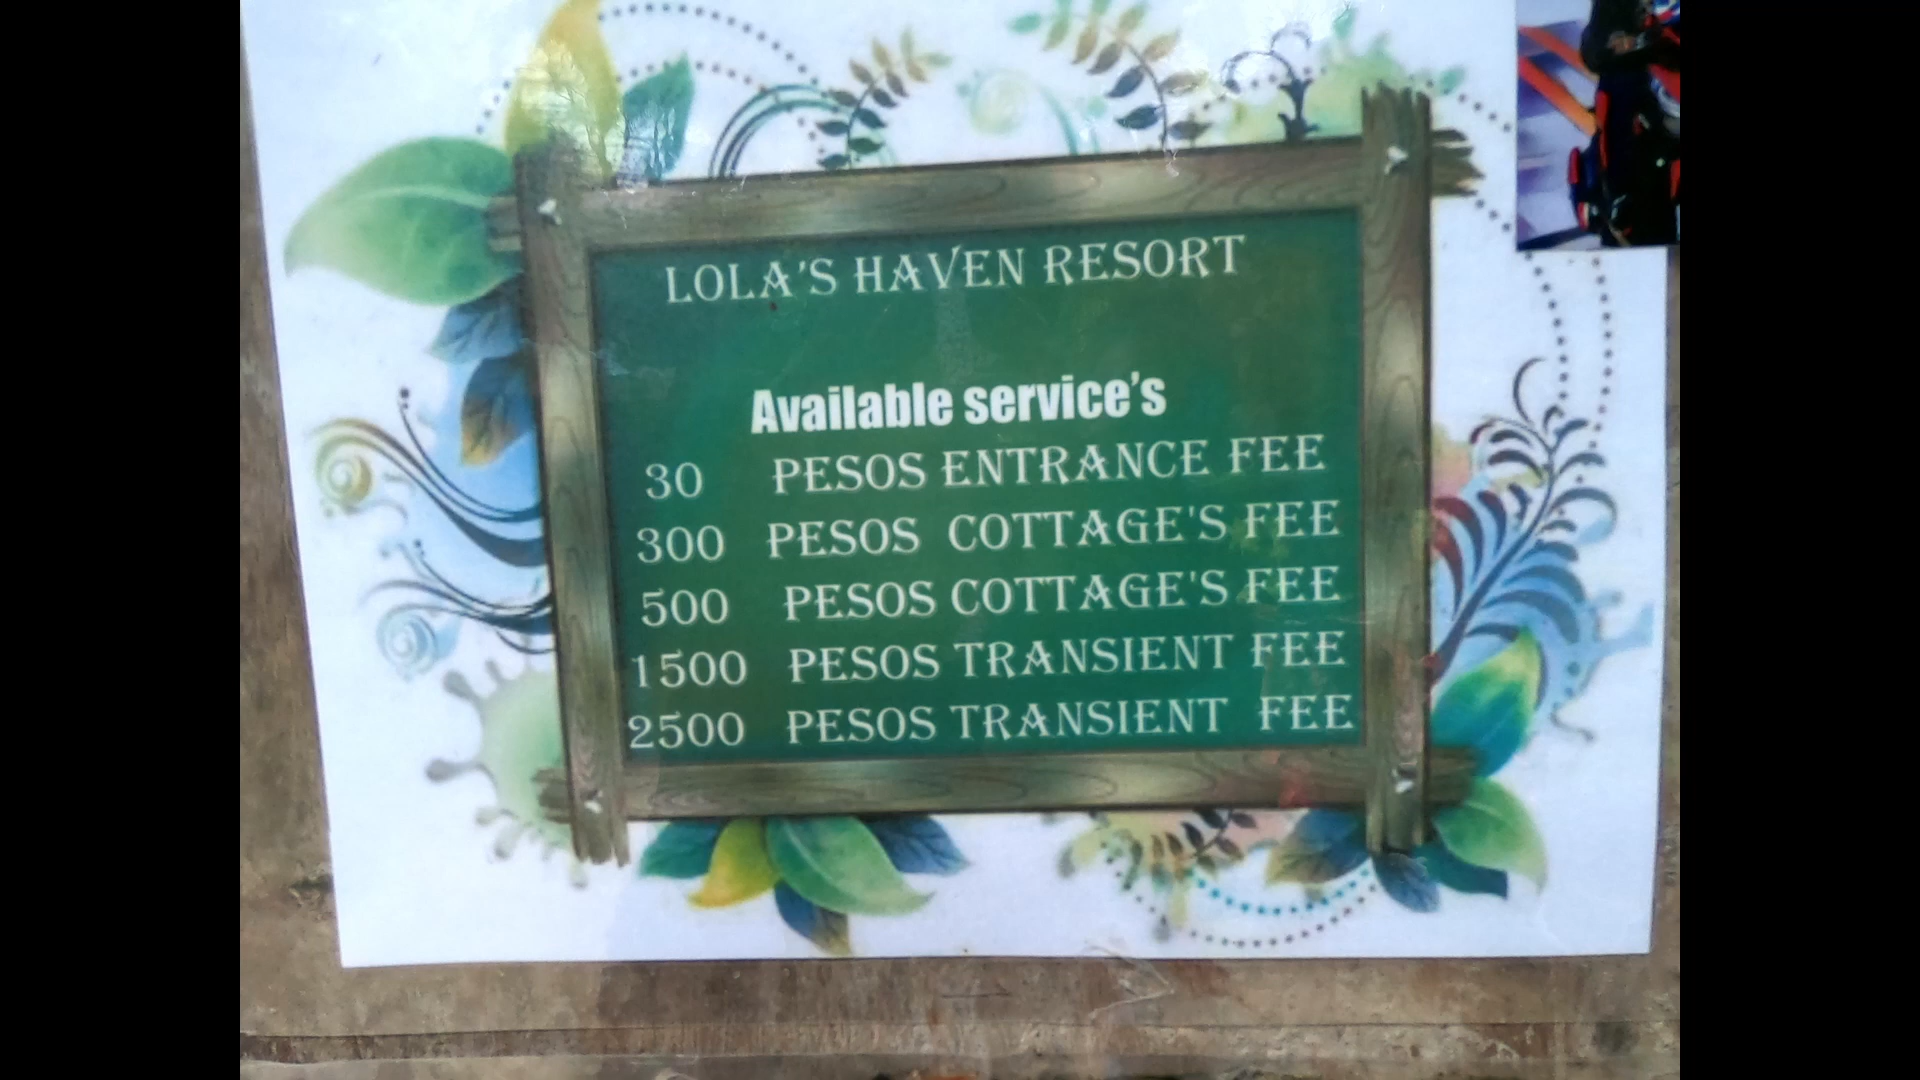 LOLA'S HAVEN RESORT
Available service's
30 PESOS ENTRANCE FEE
300 PESOS COTTAGE'S FEE
500 PESOS COTTAGE'S FEE
1500 PESOS TRANSIENT FEE
2500 PESOS TRANSIENT FEE